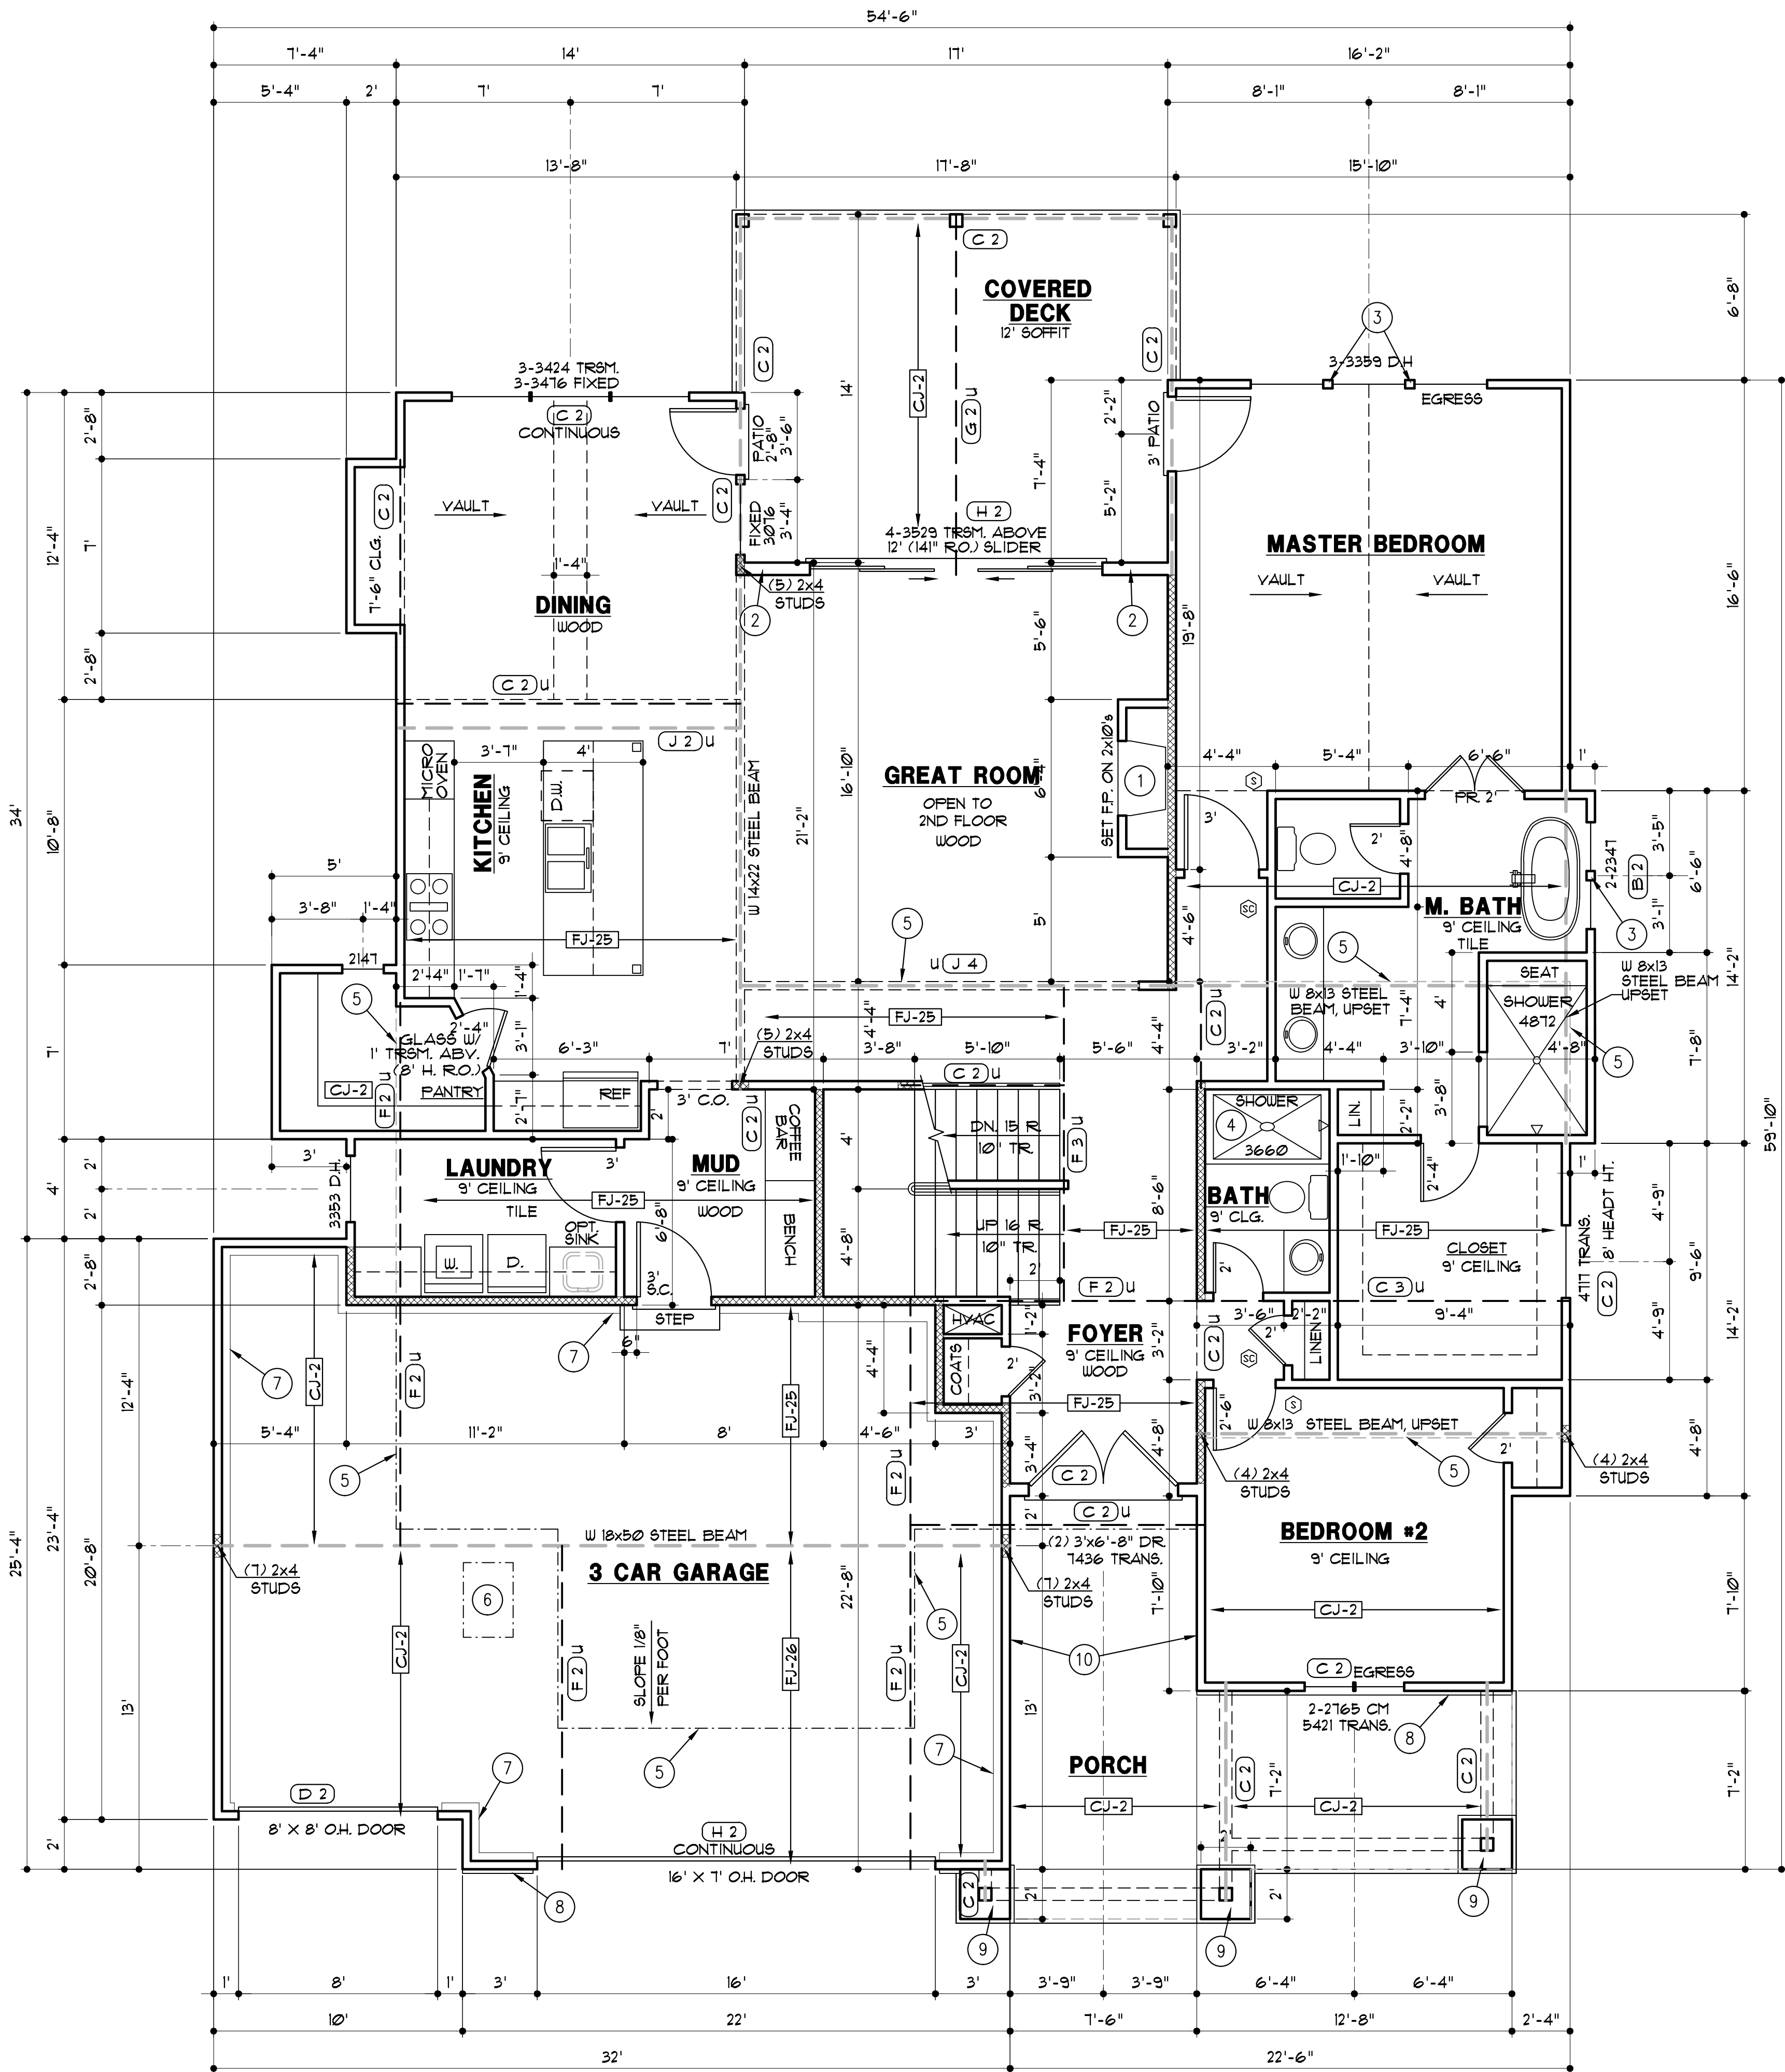 54'-6"
7'-4" 14' 17' 16'-2"
5'-4" 2' 7' 7' 8'-1" 8'-1"
13'-8" 17'-8" 15'-10"
C 2
COVERED
DECK
12' SOFFIT
C 2
C 2
CJ-2
14'
G 2 u
6'-8"
3
3-3424 TRSM.
3-3476 FIXED
C 2
CONTINUOUS
3-3359 D.H
EGRESS
PATIO
2'-8"
3'-6"
2'-2"
3' PATIO
7'-4"
5'-2"
2'-8"
C 2
7'-6" CLG.
VAULT
VAULT
C 2
FIXED
3076
3'-4"
H 2
4-3529 TRSM. ABOVE
12' (141" R.O.) SLIDER
MASTER BEDROOM
VAULT
VAULT
12'-4"
7'
1'-4"
(5) 2x4
STUDS
2
2
DINING
WOOD
5'-6"
19'-8"
16'-6"
2'-8"
C 2 u
J 2 u
34'
MICRO
OVEN
3'-7"
4'
D.W.
KITCHEN
9' CEILING
W 14x22 STEEL BEAM
21'-2"
16'-10"
GREAT ROOM
OPEN TO
2ND FLOOR
WOOD
6'-4"
SET F.P. ON 2x10's
1
4'-4"
5'-4"
6'-6"
1'
S
3'
PR. 2'
2'
4'-8"
CJ-2
M. BATH
9' CEILING
TILE
3'-5"
2-2347
B 2
6'-6"
3'-1"
3
10'-8"
5'
3'-8" 1'-4"
FJ-25
5
5'
SC
4'-6"
5
2147
2'-4"
1'-7"
1'-4"
u J 4
SEAT
W 8x13
STEEL BEAM
UPSET
SHOWER
4872
14'-2"
W 8x13 STEEL
BEAM, UPSET
7'-4"
4'
5
2'-4"
GLASS W/
1' TRSM. ABV.
(8' H. R.O.)
3'-1"
6'-3"
7'
(5) 2x4
STUDS
4'-4"
FJ-25
3'-8"
5'-10"
5'-6"
C 2 u
4'-4"
3'-2"
4'-4"
3'-10"
4'-8"
5
7'-8"
7'
CJ-2
F 2 u
PANTRY
2'-7"
REF
2'
3' C.O.
C 2 u
COFFEE
BAR
4'
C 2 u
DN. 15 R.
10" TR.
F 3 u
SHOWER
4
3660
LIN.
2'-2"
3'-8"
1'-10"
1'
59'-10"
2'
3'
3353 D.H.
4'
2'
LAUNDRY
9' CEILING
TILE
3'
MUD
9' CEILING
WOOD
FJ-25
OPT.
SINK
6'-8"
BENCH
4'-8"
UP 16 R.
10" TR.
8'-6"
FJ-25
BATH
9' CLG.
2'-4"
FJ-25
CLOSET
9' CEILING
C 3 u
4'-9"
4711 TRANS.
8' HEADT HT.
C 2
9'-6"
4'-9"
W.
D.
3'
S.C.
2'
2'
2'-8"
STEP
6"
7
7
HVAC
1'-2"
F 2 u
FOYER
9' CEILING
WOOD
3'-6"
2'-2"
9'-4"
C 2 u
2'
SC
LINEN
3'-2"
14'-2"
COATS
2'
3'-2"
FJ-25
4'-4"
12'-4"
CJ-2
F 2 u
FJ-25
5'-4"
11'-2"
8'
4'-6"
3'
5
F 2 u
3'-4"
4'-8"
C 2
2'-6"
S
W 8x13 STEEL BEAM, UPSET
2'
5
(4) 2x4
STUDS
(4) 2x4
STUDS
4'-8"
25'-4"
23'-4"
20'-8"
C 2 u
2'
W 18x50 STEEL BEAM
(7) 2x4
STUDS
3 CAR GARAGE
(2) 3'x6'-8" DR.
7436 TRANS.
(7) 2x4
STUDS
BEDROOM #2
9' CEILING
6
CJ-2
22'-8"
5
7'-10"
CJ-2
7'-10"
13'
F 2 u
SLOPE 1/8"
PER FOOT
FJ-26
F 2 u
CJ-2
10
C 2 EGRESS
2-2765 CM
5421 TRANS.
8
13'
7
5
7
PORCH
C 2
7'-2"
C 2
7'-2"
CJ-2
CJ-2
D 2
8' X 8' O.H. DOOR
H 2
CONTINUOUS
16' X 7' O.H. DOOR
2'
8
C 2
2'
2'
2'
9
9
9
1' 8' 1' 3' 16' 3' 3'-9" 3'-9" 6'-4" 6'-4"
10' 22' 7'-6" 12'-8" 2'-4"
32' 22'-6"